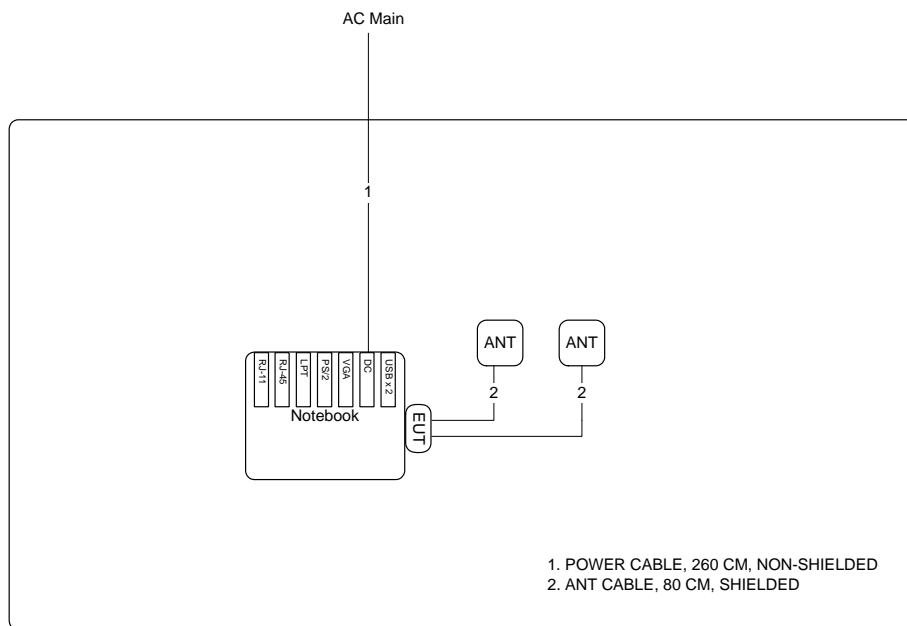 AC Main
1
ANT
ANT
2
2
RJ-11
RJ-45
LPT
PS/2
VGA
DC
USB x 2
Notebook
EUT
1. POWER CABLE, 260 CM, NON-SHIELDED
2. ANT CABLE, 80 CM, SHIELDED